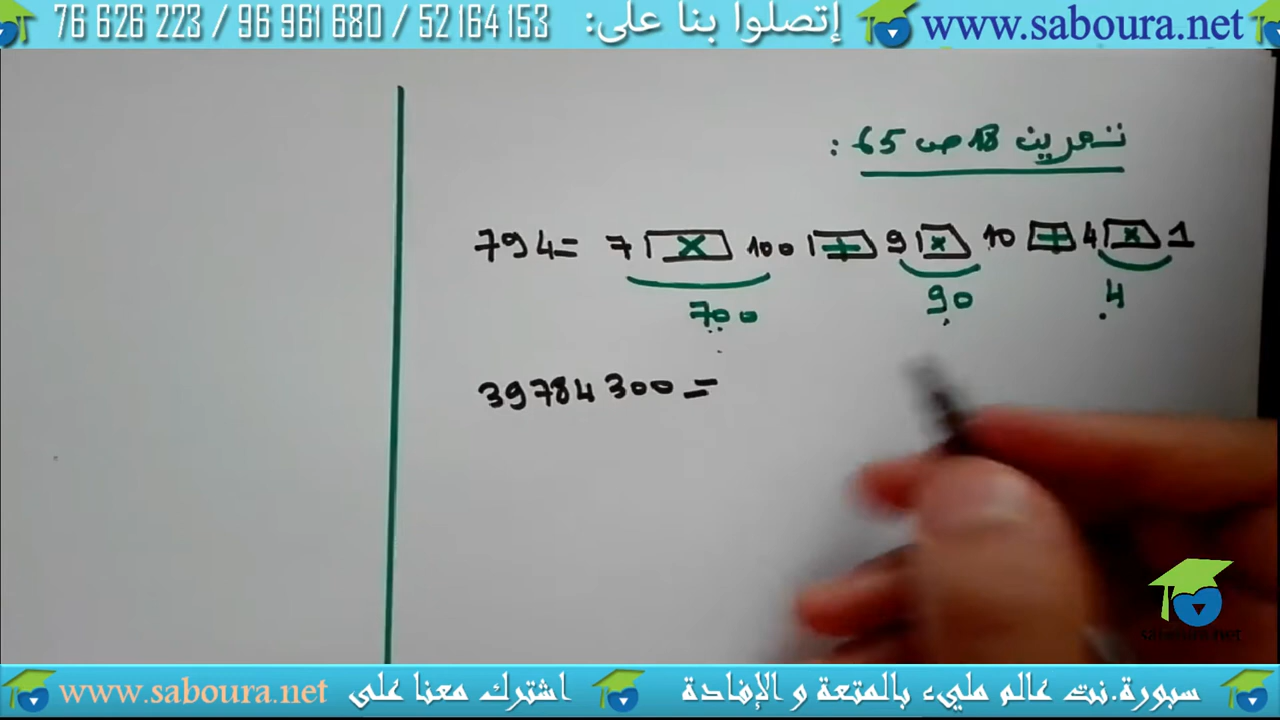 76 626 223 / 96 961 680 / 52 164 153 إتصلوا بنا على: www.saboura.net
تمرين 18 ص 65 :
794= 7 × 100 + 9 × 10 + 4 × 1
700 90 4
39784300 =
saboura.net
سبورة.نت عالم مليء بالمتعة و الإفادة اشترك معنا على www.saboura.net